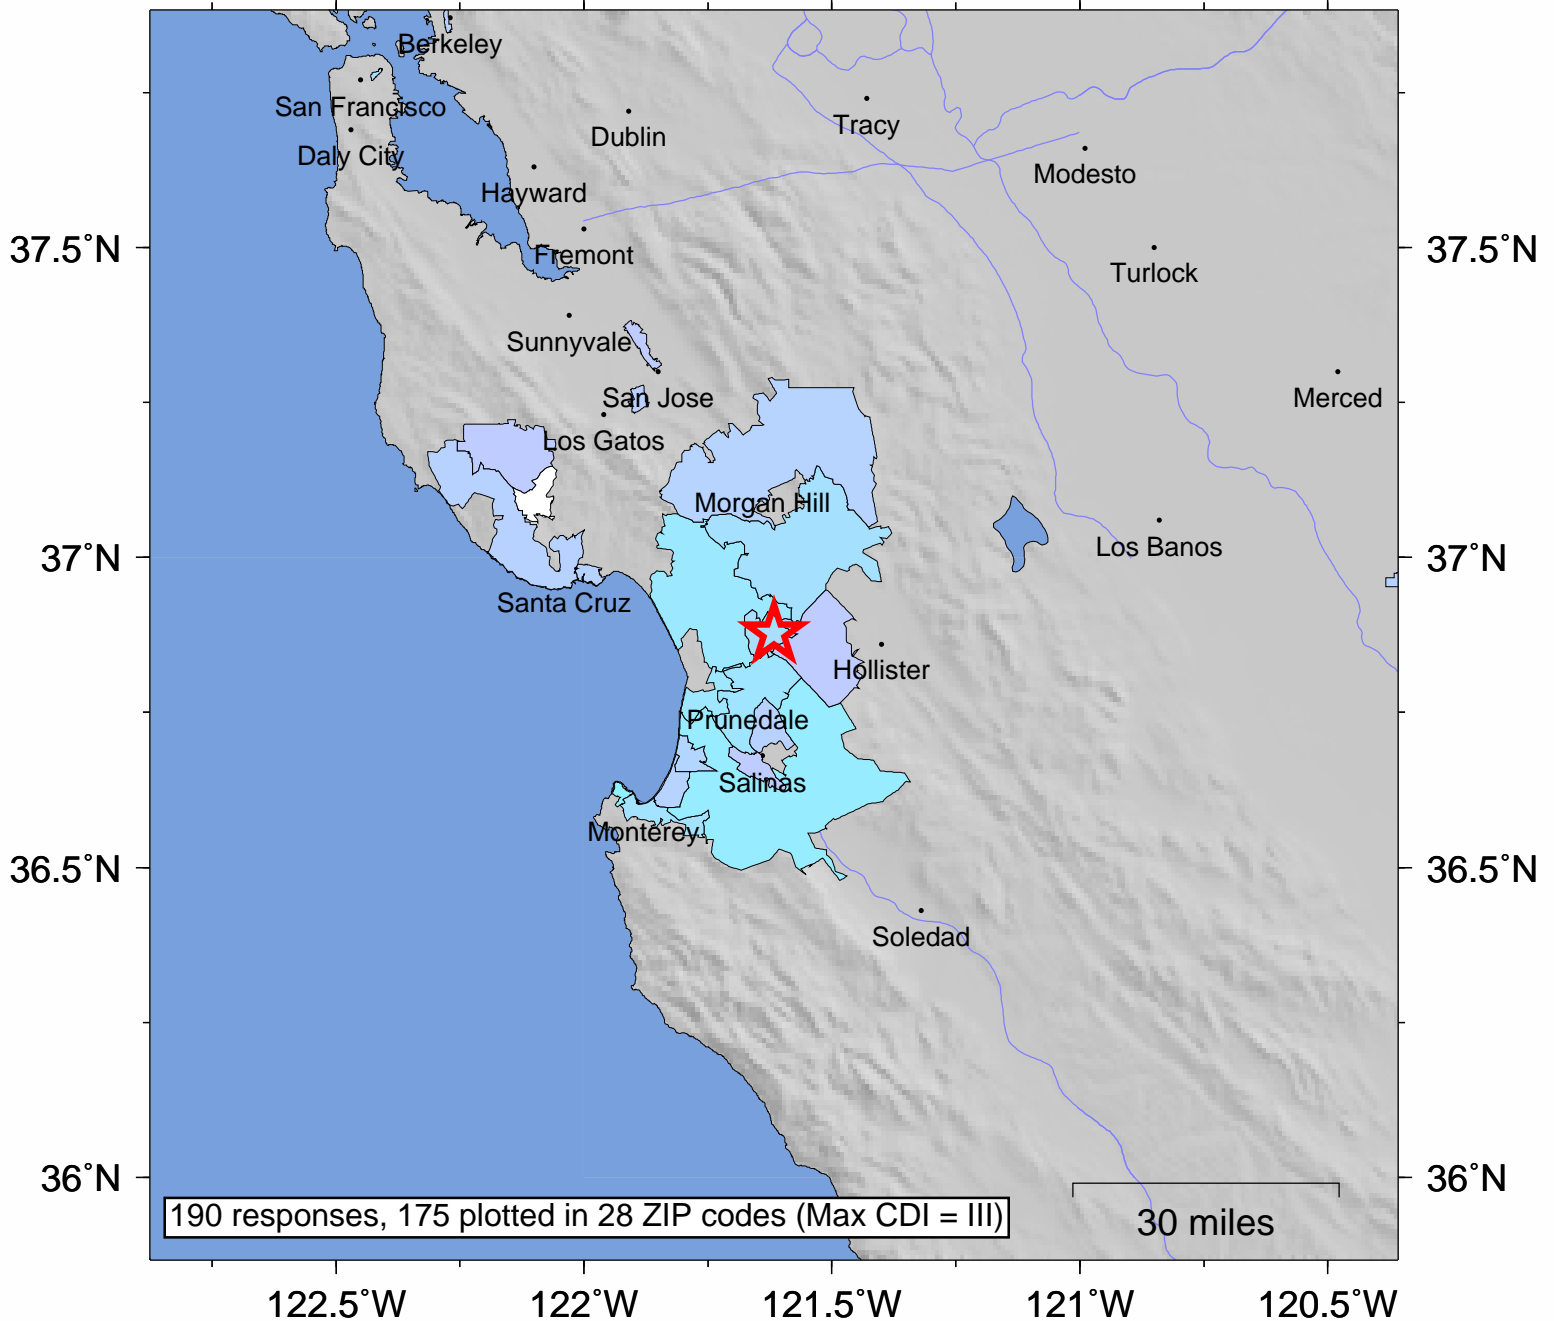 Berkeley
San Francisco
Dublin
Tracy
Daly City
Modesto
Hayward
37.5˚N
Fremont
37.5˚N
Turlock
Sunnyvale
San Jose
Merced
Los Gatos
Morgan Hill
Los Banos
37˚N
37˚N
Santa Cruz
Hollister
Prunedale
Salinas
Monterey
36.5˚N
36.5˚N
Soledad
36˚N
36˚N
190 responses, 175 plotted in 28 ZIP codes (Max CDI = III)
30 miles
122.5˚W
122˚W
121.5˚W
121˚W
120.5˚W